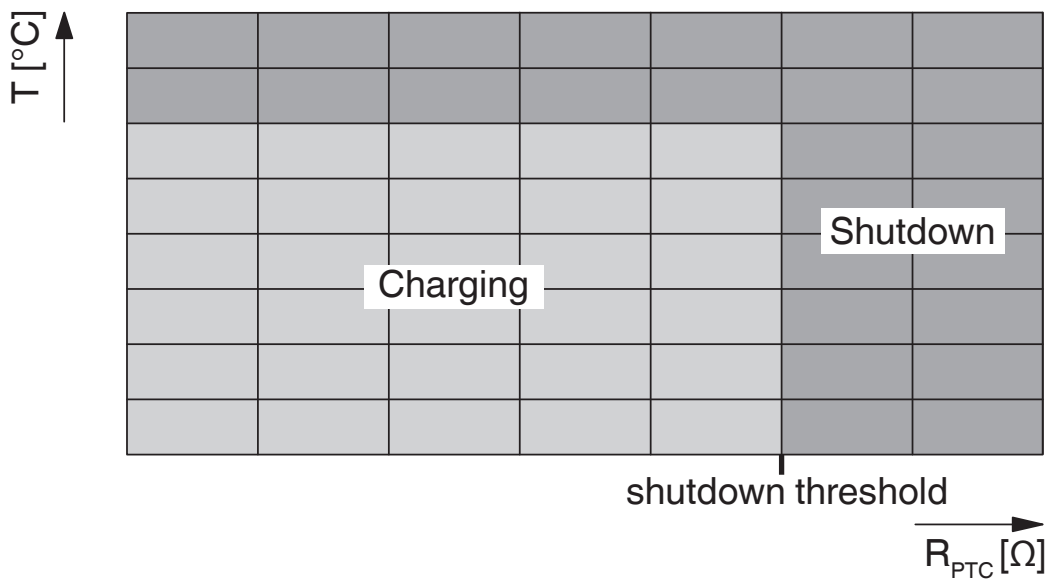 T [°C]
Shutdown
Charging
shutdown threshold
R_PTC [Ω]